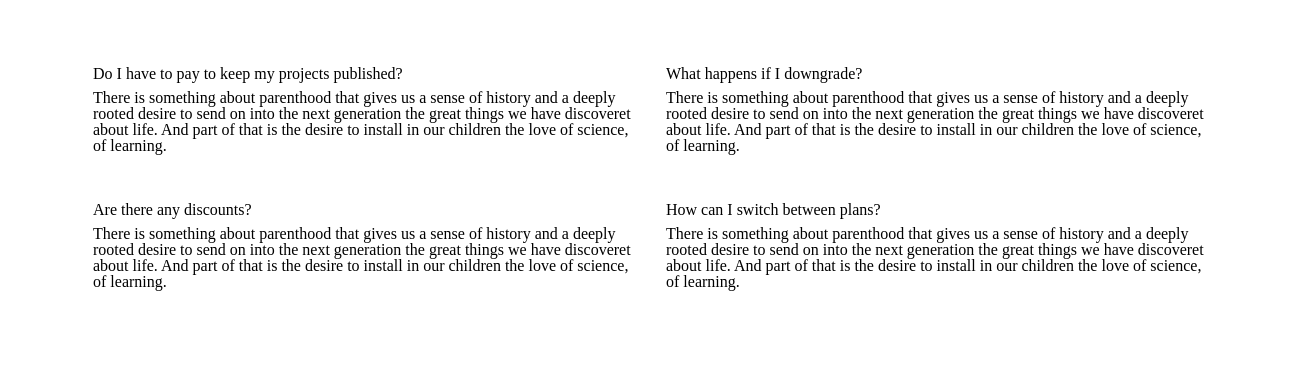 Do I have to pay to keep my projects published?
There is something about parenthood that gives us a sense of history and a deeply
rooted desire to send on into the next generation the great things we have discoveret
about life. And part of that is the desire to install in our children the love of science,
of learning.
What happens if I downgrade?
There is something about parenthood that gives us a sense of history and a deeply
rooted desire to send on into the next generation the great things we have discoveret
about life. And part of that is the desire to install in our children the love of science,
of learning.
Are there any discounts?
There is something about parenthood that gives us a sense of history and a deeply
rooted desire to send on into the next generation the great things we have discoveret
about life. And part of that is the desire to install in our children the love of science,
of learning.
How can I switch between plans?
There is something about parenthood that gives us a sense of history and a deeply
rooted desire to send on into the next generation the great things we have discoveret
about life. And part of that is the desire to install in our children the love of science,
of learning.